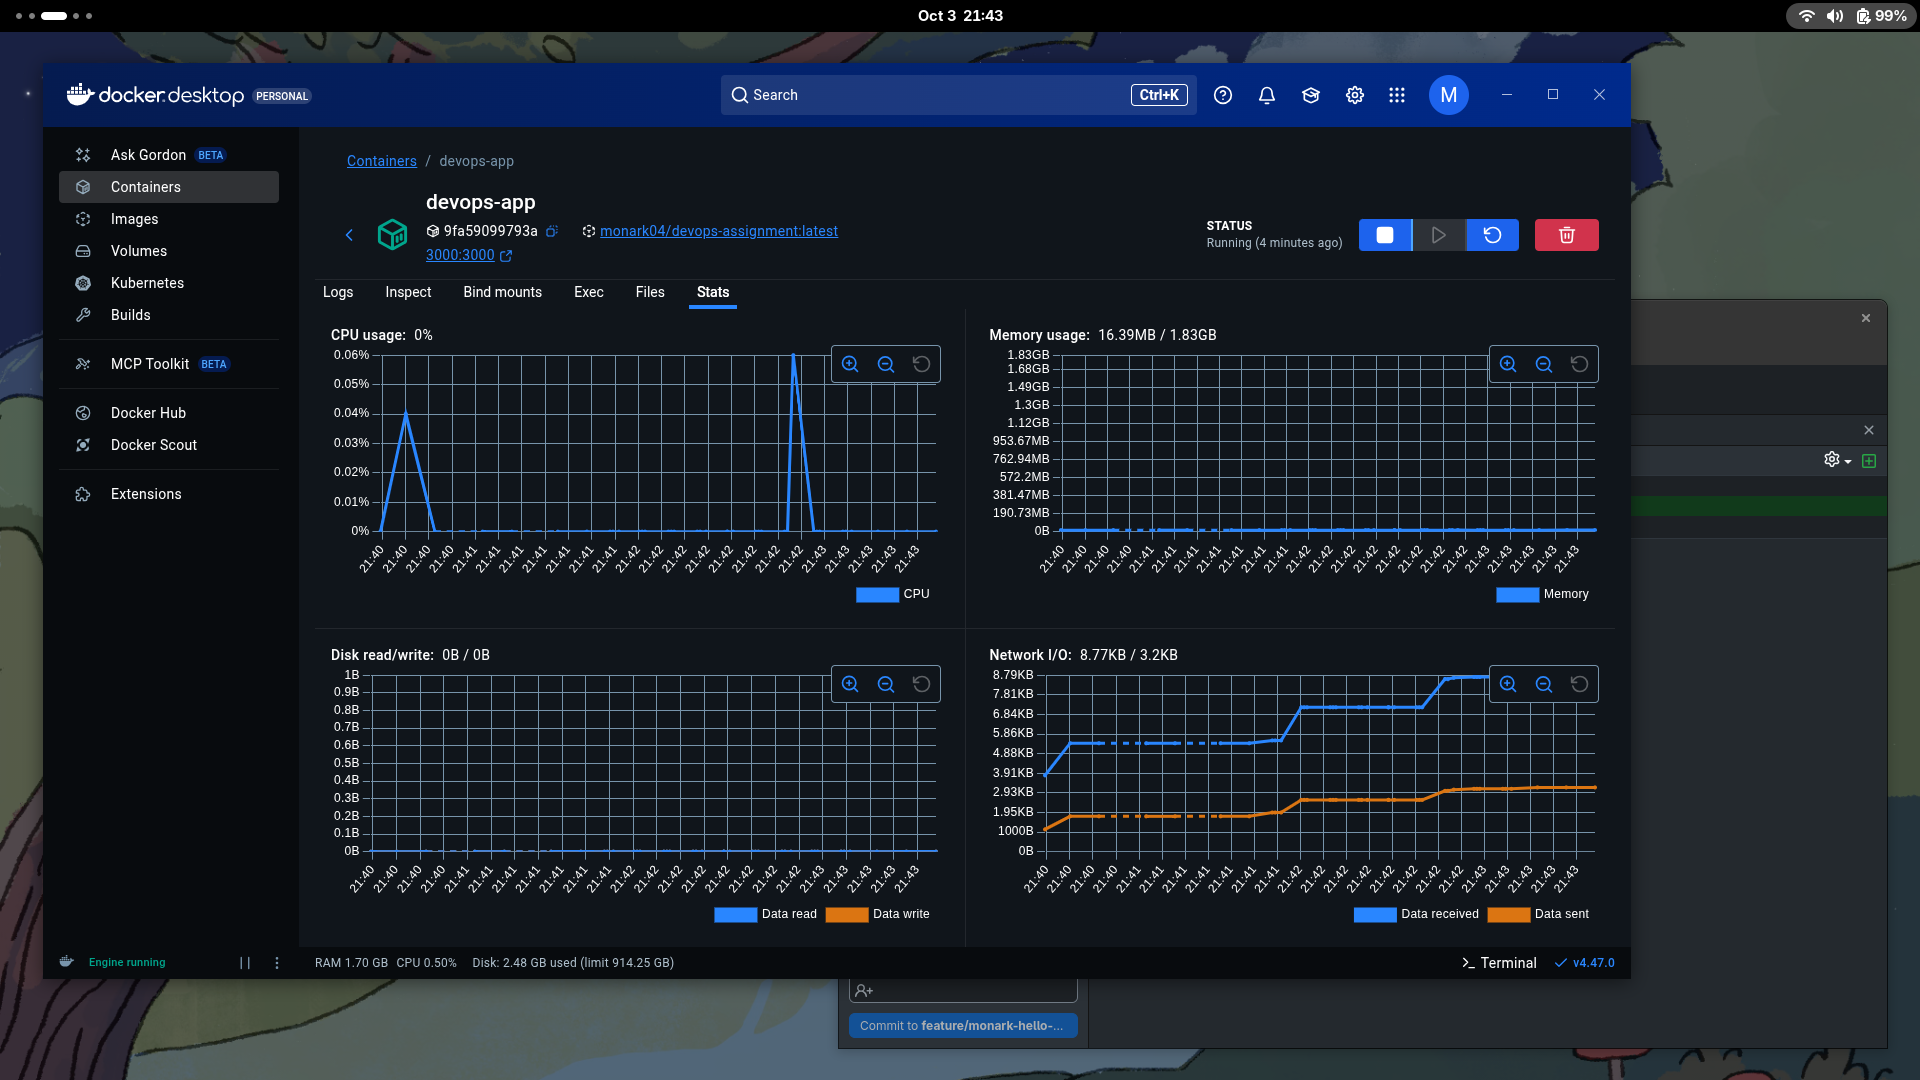 Oct 3 21:43
99%
docker.desktop PERSONAL
Search
Ctrl+K
M
Ask Gordon BETA
Containers
Images
Volumes
Kubernetes
Builds
MCP Toolkit BETA
Docker Hub
Docker Scout
Extensions
Containers / devops-app
devops-app
9fa59099793a
monark04/devops-assignment:latest
3000:3000
STATUS
Running (4 minutes ago)
Logs Inspect Bind mounts Exec Files Stats
CPU usage: 0%
0.06%
0.05%
0.04%
0.03%
0.02%
0.01%
0%
21:40 21:40 21:40 21:40 21:41 21:41 21:41 21:41 21:41 21:41 21:42 21:42 21:42 21:42 21:42 21:42 21:42 21:42 21:42 21:43 21:43 21:43 21:43 21:43
CPU
Memory usage: 16.39MB / 1.83GB
1.83GB
1.68GB
1.49GB
1.3GB
1.12GB
953.67MB
762.94MB
572.2MB
381.47MB
190.73MB
0B
21:40 21:40 21:40 21:40 21:41 21:41 21:41 21:41 21:41 21:41 21:41 21:42 21:42 21:42 21:42 21:42 21:42 21:42 21:42 21:43 21:43 21:43 21:43 21:43
Memory
Disk read/write: 0B / 0B
1B
0.9B
0.8B
0.7B
0.6B
0.5B
0.4B
0.3B
0.2B
0.1B
0B
21:40 21:40 21:40 21:40 21:41 21:41 21:41 21:41 21:41 21:41 21:42 21:42 21:42 21:42 21:42 21:42 21:42 21:42 21:42 21:43 21:43 21:43 21:43 21:43
Data read Data write
Network I/O: 8.77KB / 3.2KB
8.79KB
7.81KB
6.84KB
5.86KB
4.88KB
3.91KB
2.93KB
1.95KB
1000B
0B
21:40 21:40 21:40 21:40 21:41 21:41 21:41 21:41 21:41 21:41 21:41 21:42 21:42 21:42 21:42 21:42 21:42 21:42 21:42 21:43 21:43 21:43 21:43 21:43
Data received Data sent
Engine running
RAM 1.70 GB CPU 0.50% Disk: 2.48 GB used (limit 914.25 GB)
Terminal
v4.47.0
Commit to feature/monark-hello-...